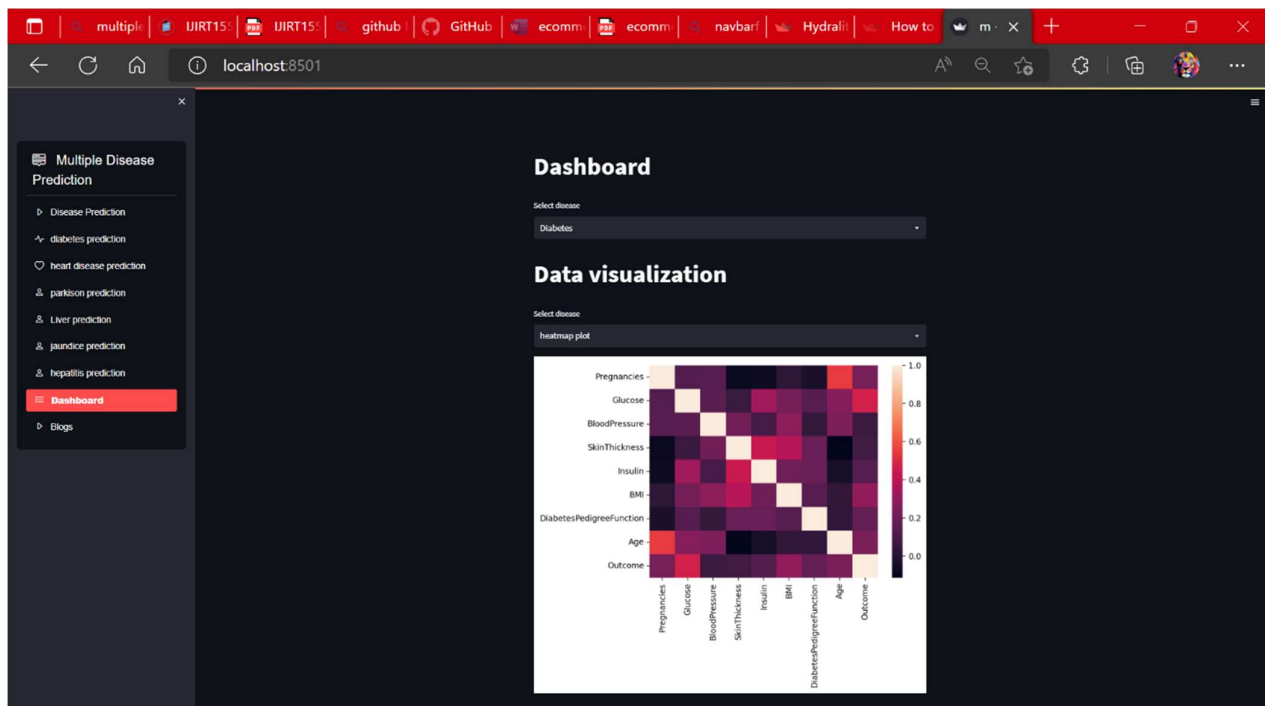 multiple
IJIRT155
IJIRT155
github
GitHub
ecomm
ecomm
navbarf
Hydralit
How to
m -
localhost:8501
Multiple Disease
Prediction
Disease Prediction
diabetes prediction
heart disease prediction
parkison prediction
Liver prediction
jaundice prediction
hepatitis prediction
Dashboard
Blogs
Dashboard
Select disease
Diabetes
Data visualization
Select disease
heatmap plot
Pregnancies
Glucose
BloodPressure
SkinThickness
Insulin
BMI
DiabetesPedigreeFunction
Age
Outcome
Pregnancies
Glucose
BloodPressure
SkinThickness
Insulin
BMI
DiabetesPedigreeFunction
Age
Outcome
1.0
0.8
0.6
0.4
0.2
0.0